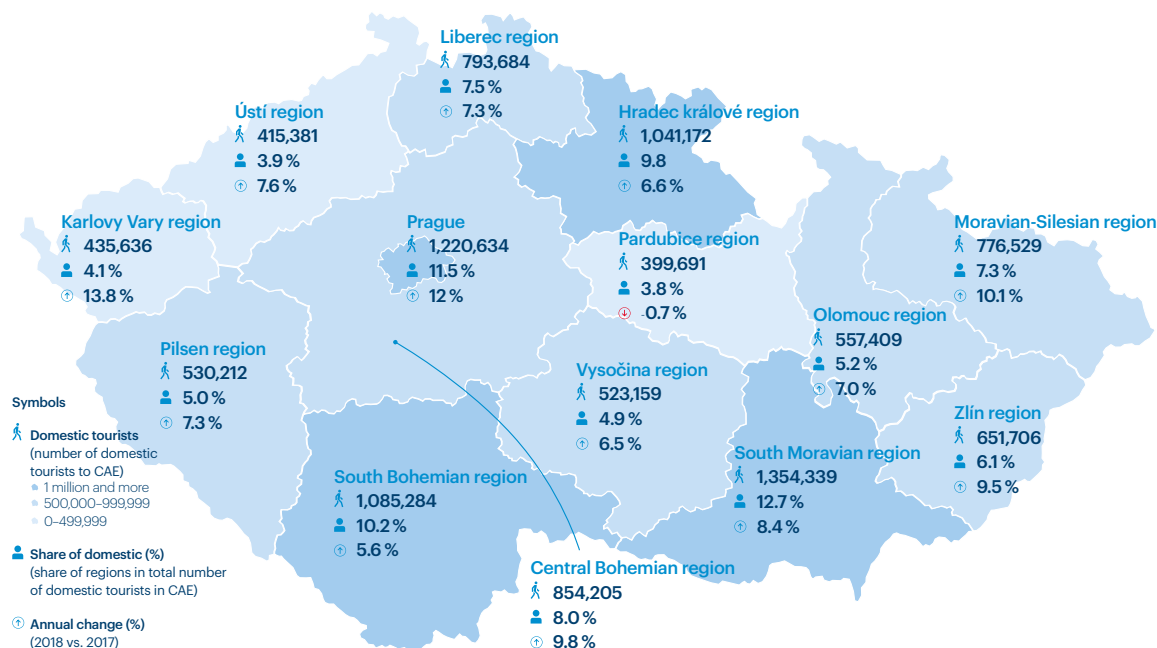 Liberec region
793,684
7.5 %
7.3 %
Ústí region
415,381
3.9 %
7.6 %
Hradec králové region
1,041,172
9.8
6.6 %
Karlovy Vary region
435,636
4.1 %
13.8 %
Prague
1,220,634
11.5 %
12 %
Pardubice region
399,691
3.8 %
-0.7 %
Moravian-Silesian region
776,529
7.3 %
10.1 %
Olomouc region
557,409
5.2 %
7.0 %
Pilsen region
530,212
5.0 %
7.3 %
Vysočina region
523,159
4.9 %
6.5 %
Zlín region
651,706
6.1 %
9.5 %
South Moravian region
1,354,339
12.7 %
8.4 %
South Bohemian region
1,085,284
10.2 %
5.6 %
Central Bohemian region
854,205
8.0 %
9.8 %
Symbols
Domestic tourists
(number of domestic
tourists to CAE)
1 million and more
500,000–999,999
0–499,999
Share of domestic (%)
(share of regions in total number
of domestic tourists in CAE)
Annual change (%)
(2018 vs. 2017)